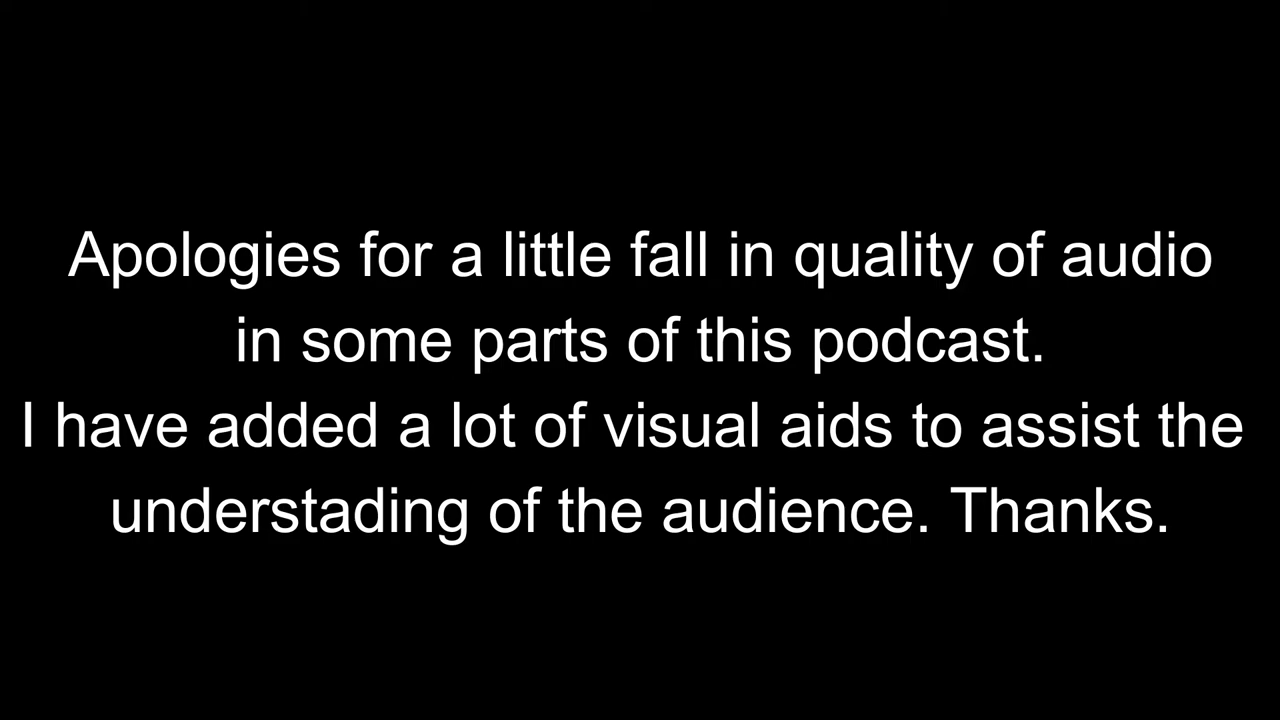 Apologies for a little fall in quality of audio
in some parts of this podcast.
I have added a lot of visual aids to assist the
understading of the audience. Thanks.